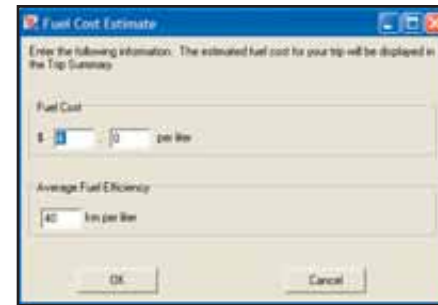 Fuel Cost Estimate
Enter the following information. The estimated fuel cost for your trip will be displayed in
the Trip Summary.
Fuel Cost
$ . 0 per liter
Average Fuel Efficiency
40 km per liter
OK Cancel